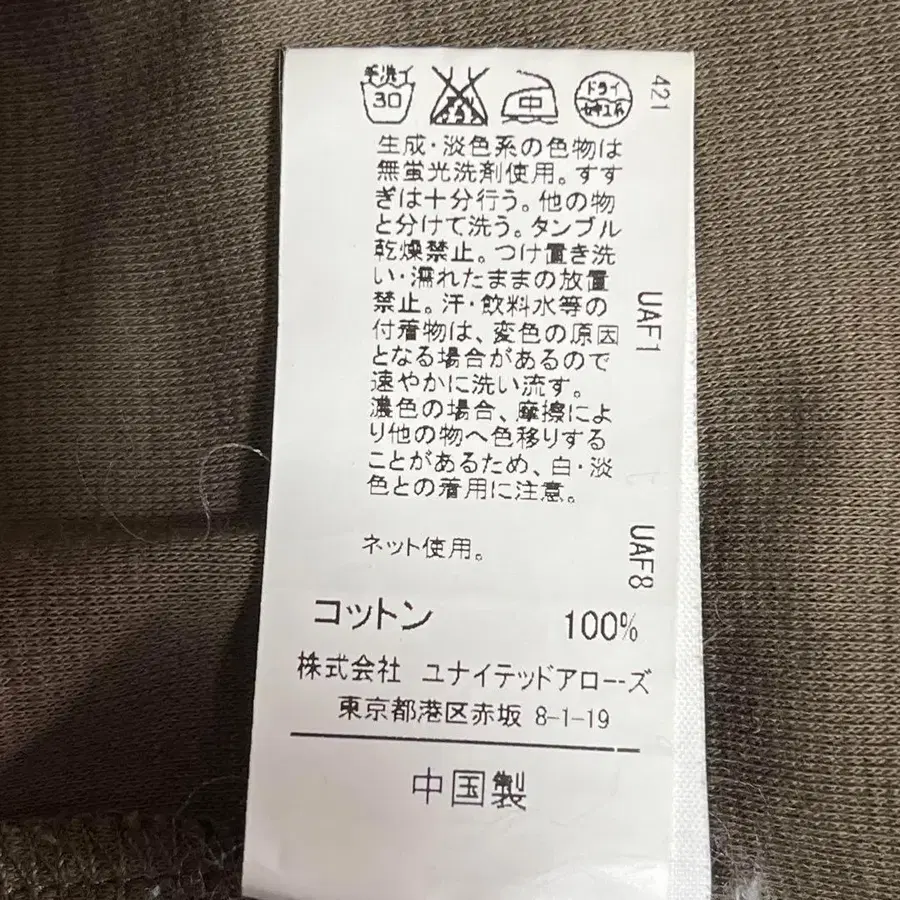 手洗イ
30
中
ドライ
セキユ系
421
生成・淡色系の色物は
無蛍光洗剤使用。すす
ぎは十分行う。他の物
と分けて洗う。タンブル
乾燥禁止。つけ置き洗
い・濡れたままの放置
禁止。汗・飲料水等の
付着物は、変色の原因
となる場合があるので
速やかに洗い流す。
濃色の場合、摩擦によ
り他の物へ色移りする
ことがあるため、白・淡
色との着用に注意。
UAF1
ネット使用。
UAF8
コットン 100%
株式会社 ユナイテッドアローズ
東京都港区赤坂 8-1-19
中国製